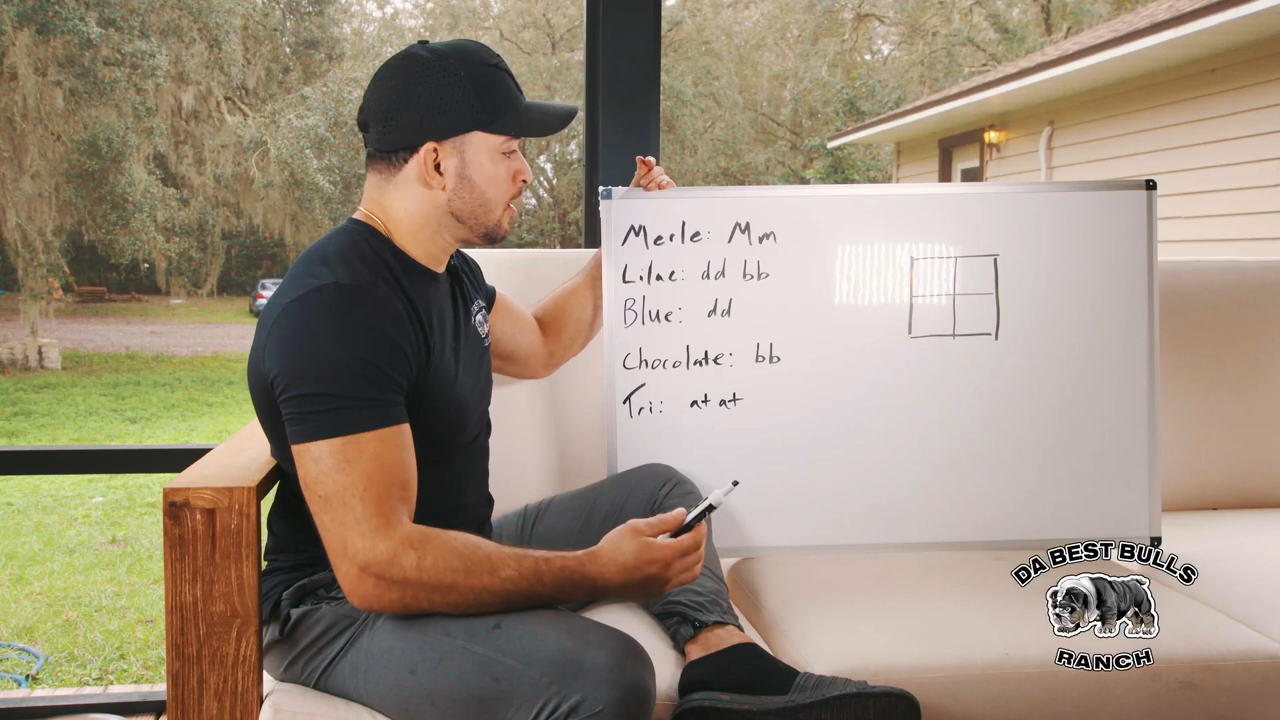 Merle: Mm
Lilac: dd bb
Blue: dd
Chocolate: bb
Tri: at at
DA BEST BULLS
RANCH